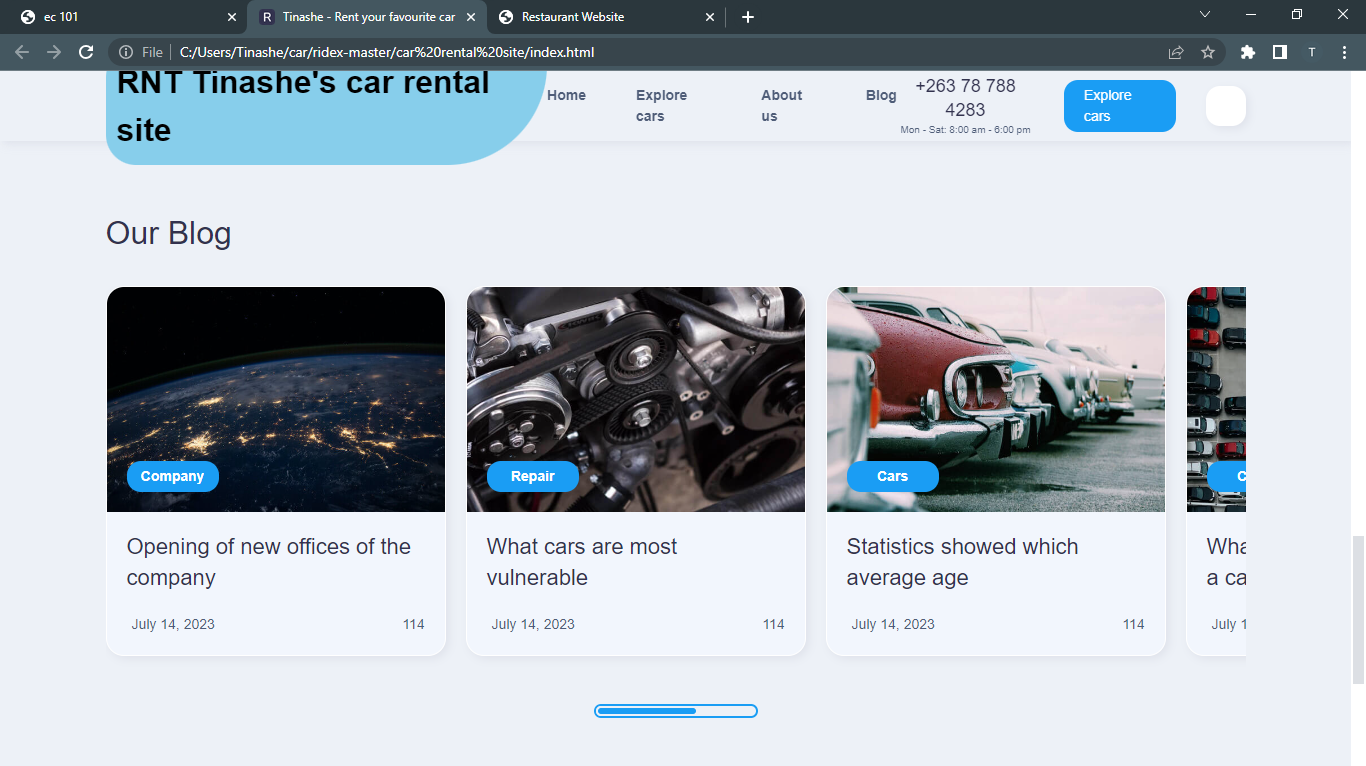 ec 101
Tinashe - Rent your favourite car
Restaurant Website
File
C:/Users/Tinashe/car/ridex-master/car%20rental%20site/index.html
T
RNT Tinashe's car rental
site
Home
Explore
cars
About
us
Blog
+263 78 788
4283
Mon - Sat: 8:00 am - 6:00 pm
Explore
cars
Our Blog
Company
Opening of new offices of the
company
July 14, 2023
114
Repair
What cars are most
vulnerable
July 14, 2023
114
Cars
Statistics showed which
average age
July 14, 2023
114
C
Wha
a ca
July 1